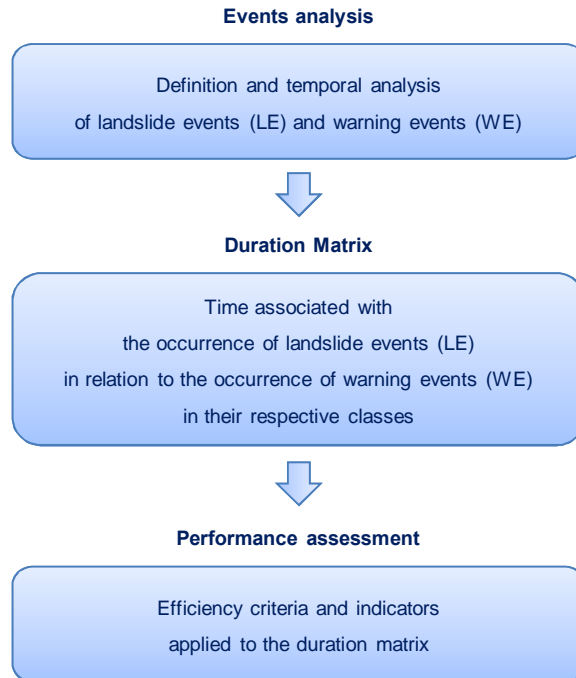 Events analysis
Definition and temporal analysis
of landslide events (LE) and warning events (WE)
Duration Matrix
Time associated with
the occurrence of landslide events (LE)
in relation to the occurrence of warning events (WE)
in their respective classes
Performance assessment
Efficiency criteria and indicators
applied to the duration matrix